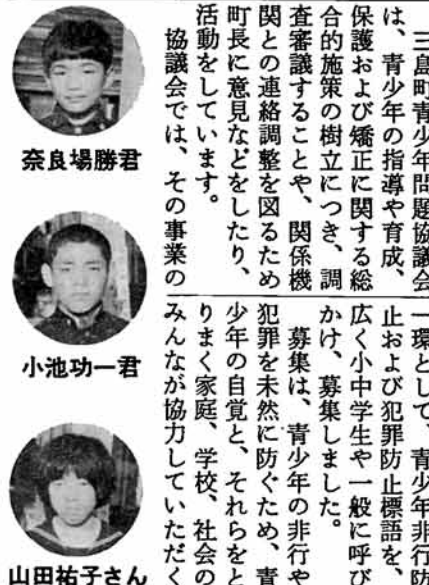 三島町青少年問題協議会
は、青少年の指導や育成、
保護および矯正に関する総
合的施策の樹立につき、調
査審議することや、関係機
関との連絡調整を図るため
町長に意見などをしたり、
活動をしています。
協議会では、その事業の
一環として、青少年非行防
止および犯罪防止標語を、
広く小中学生や一般に呼び
かけ、募集しました。
募集は、青少年の非行や
犯罪を未然に防ぐため、青
少年の自覚と、それらをと
りまく家庭、学校、社会の
みんなが協力していただく
奈良場勝君
小池功一君
山田祐子さん